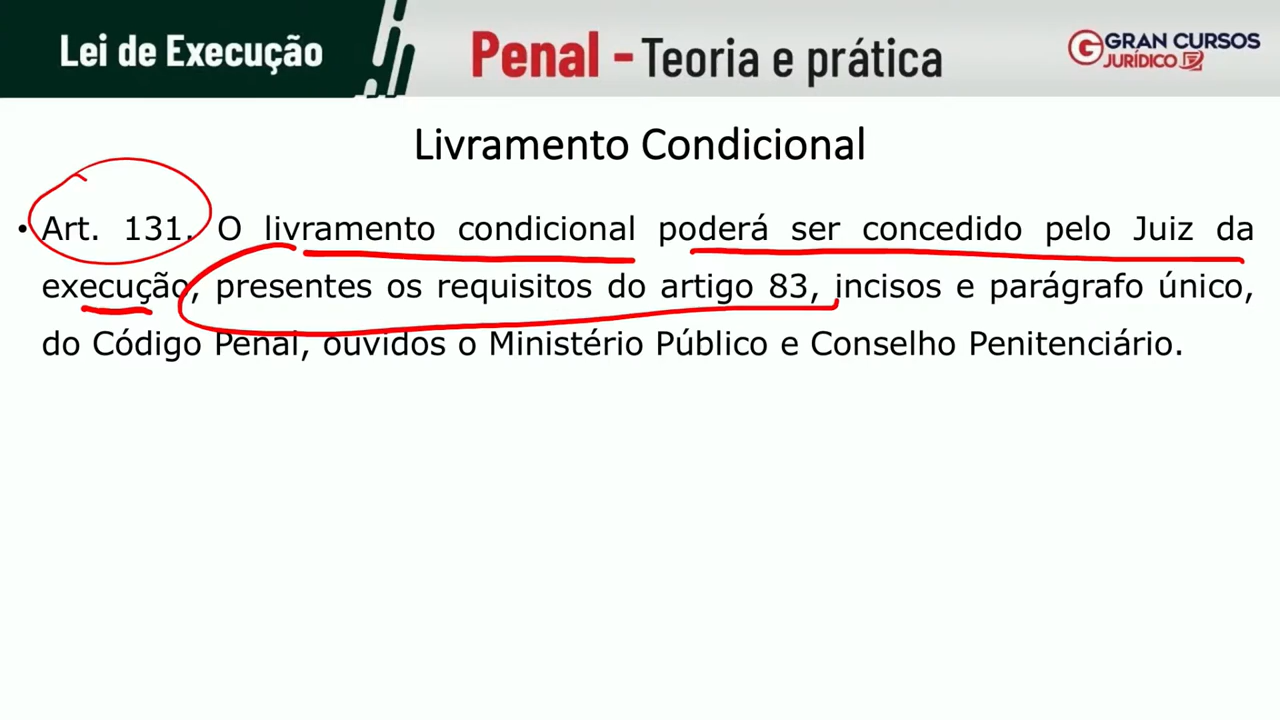 Lei de Execução Penal - Teoria e prática
GRAN CURSOS
JURÍDICO
Livramento Condicional
• Art. 131. O livramento condicional poderá ser concedido pelo Juiz da
execução, presentes os requisitos do artigo 83, incisos e parágrafo único,
do Código Penal, ouvidos o Ministério Público e Conselho Penitenciário.